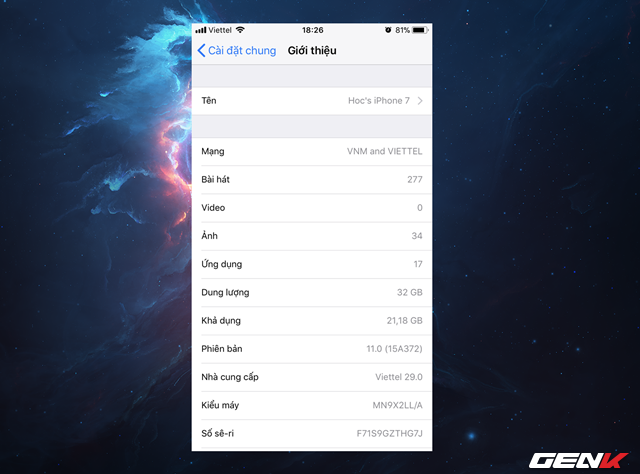 Viettel 18:26 81%
Cài đặt chung Giới thiệu
Tên Hoc's iPhone 7
Mạng VNM and VIETTEL
Bài hát 277
Video 0
Ảnh 34
Ứng dụng 17
Dung lượng 32 GB
Khả dụng 21,18 GB
Phiên bản 11.0 (15A372)
Nhà cung cấp Viettel 29.0
Kiểu máy MN9X2LL/A
Số sê-ri F71S9GZTHG7J
GENK